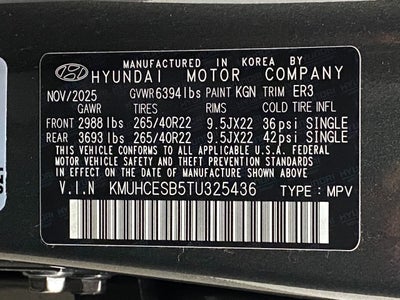 MANUFACTURED IN KOREA BY
HYUNDAI MOTOR COMPANY
NOV/2025 GVWR 6394lbs PAINT KGN TRIM ER3
GAWR TIRES RIMS COLD TIRE INFL
FRONT 2988lbs 265/40R22 9.5JX22 36psi SINGLE
REAR 3693lbs 265/40R22 9.5JX22 42psi SINGLE
THIS VEHICLE CONFORMS TO ALL APPLICABLE U.S.A. FEDERAL
MOTOR VEHICLE SAFETY AND THEFT PREVENTION STANDARDS
IN EFFECT ON THE DATE OF MANUFACTURE SHOWN ABOVE.
V.I.N KMUHCESB5TU325436 TYPE: MPV